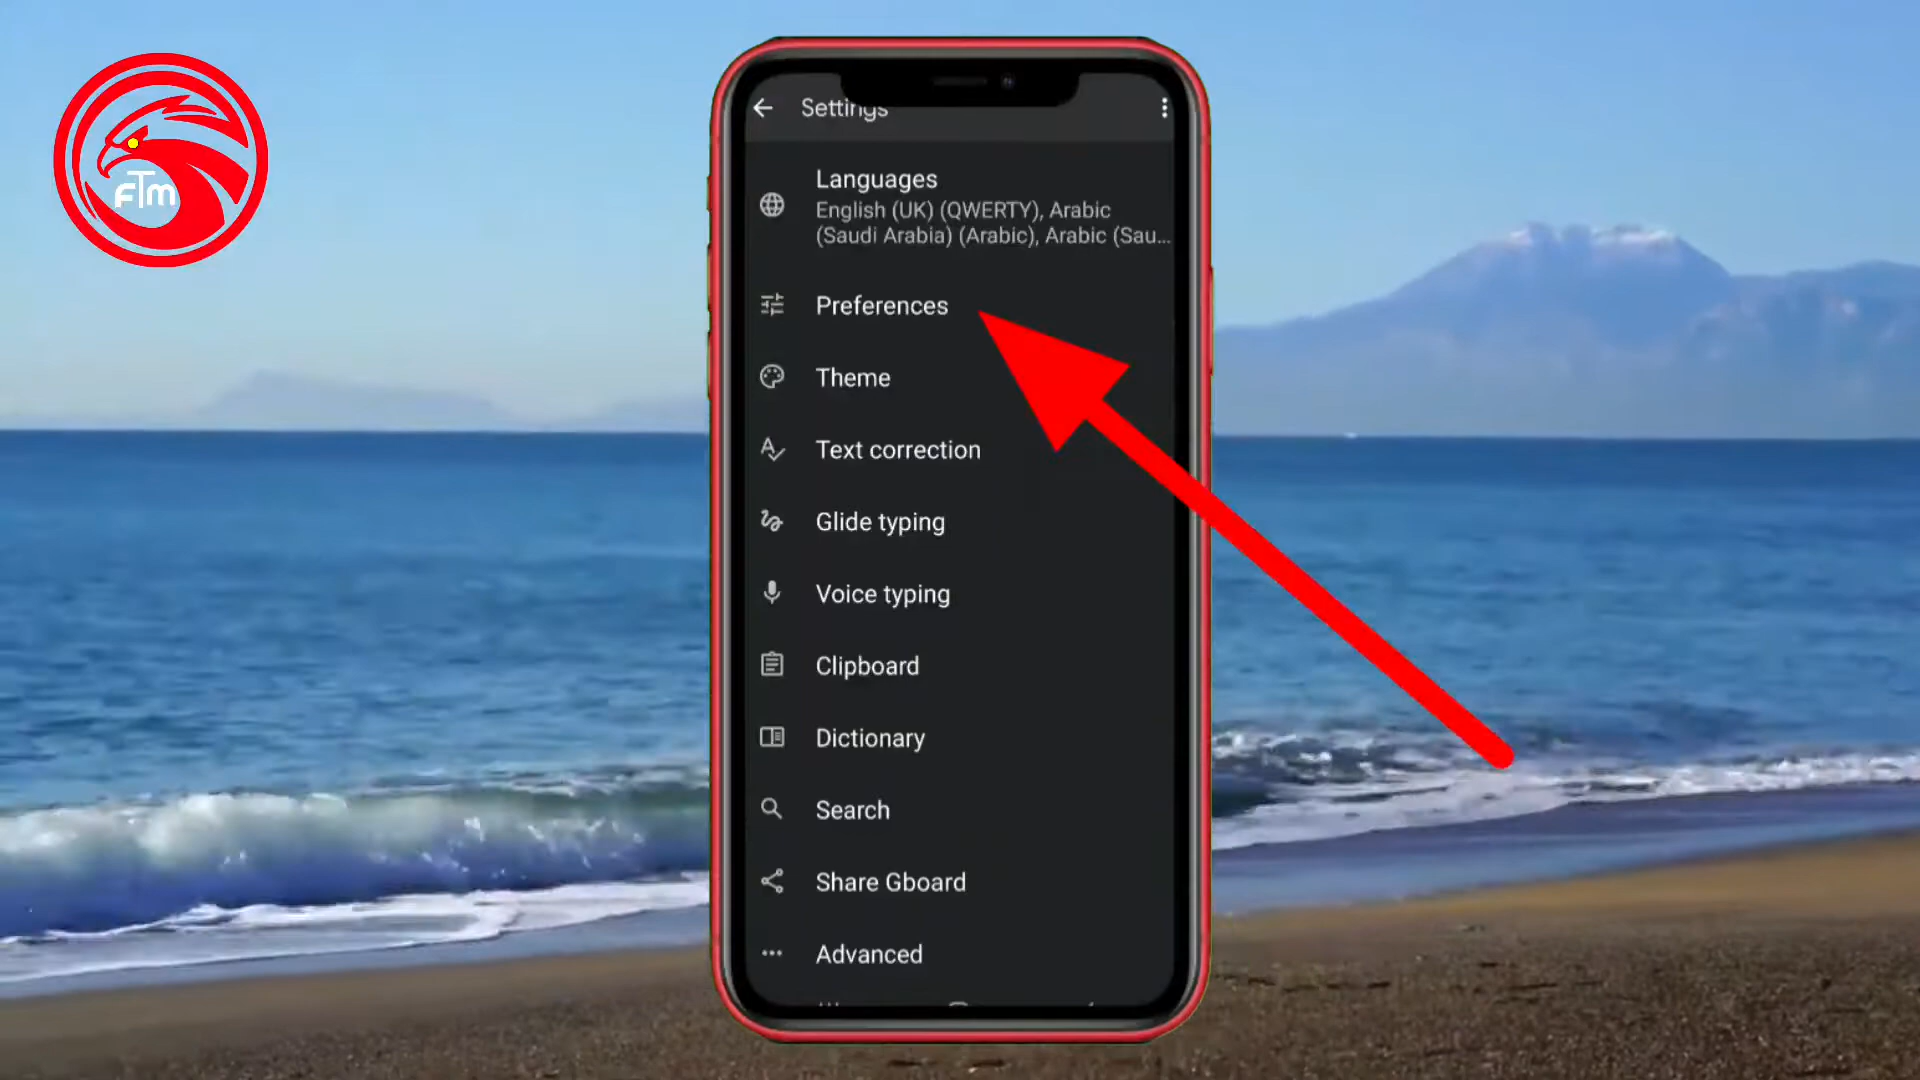 fTm
Settings
Languages
English (UK) (QWERTY), Arabic
(Saudi Arabia) (Arabic), Arabic (Sau...
Preferences
Theme
Text correction
Glide typing
Voice typing
Clipboard
Dictionary
Search
Share Gboard
Advanced